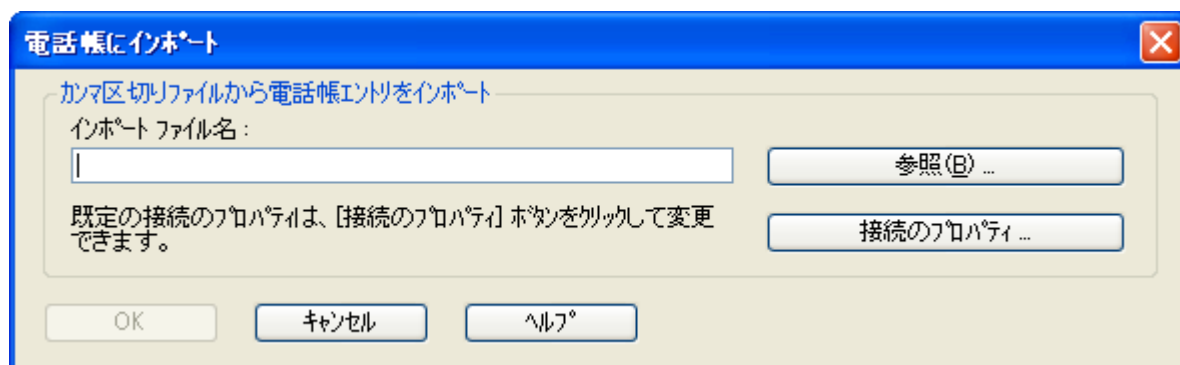 電話帳にインポート
カンマ区切りファイルから電話帳エントリをインポート
インポート ファイル名 :
参照(B) ...
既定の接続のプロパティは、[接続のプロパティ] ボタンをクリックして変更
できます。
接続のプロパティ ...
OK
キャンセル
ヘルプ